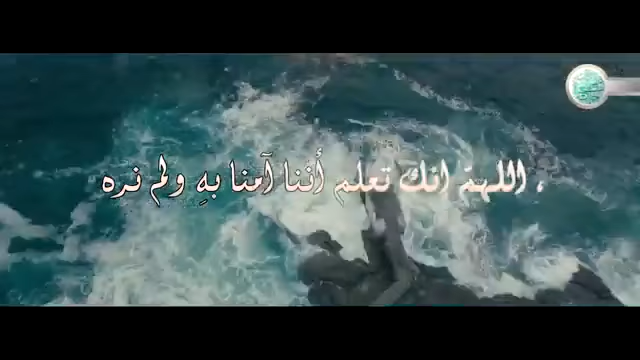 ، اللهمّ انك تعلم أننا آمنا بهِ ولم نره